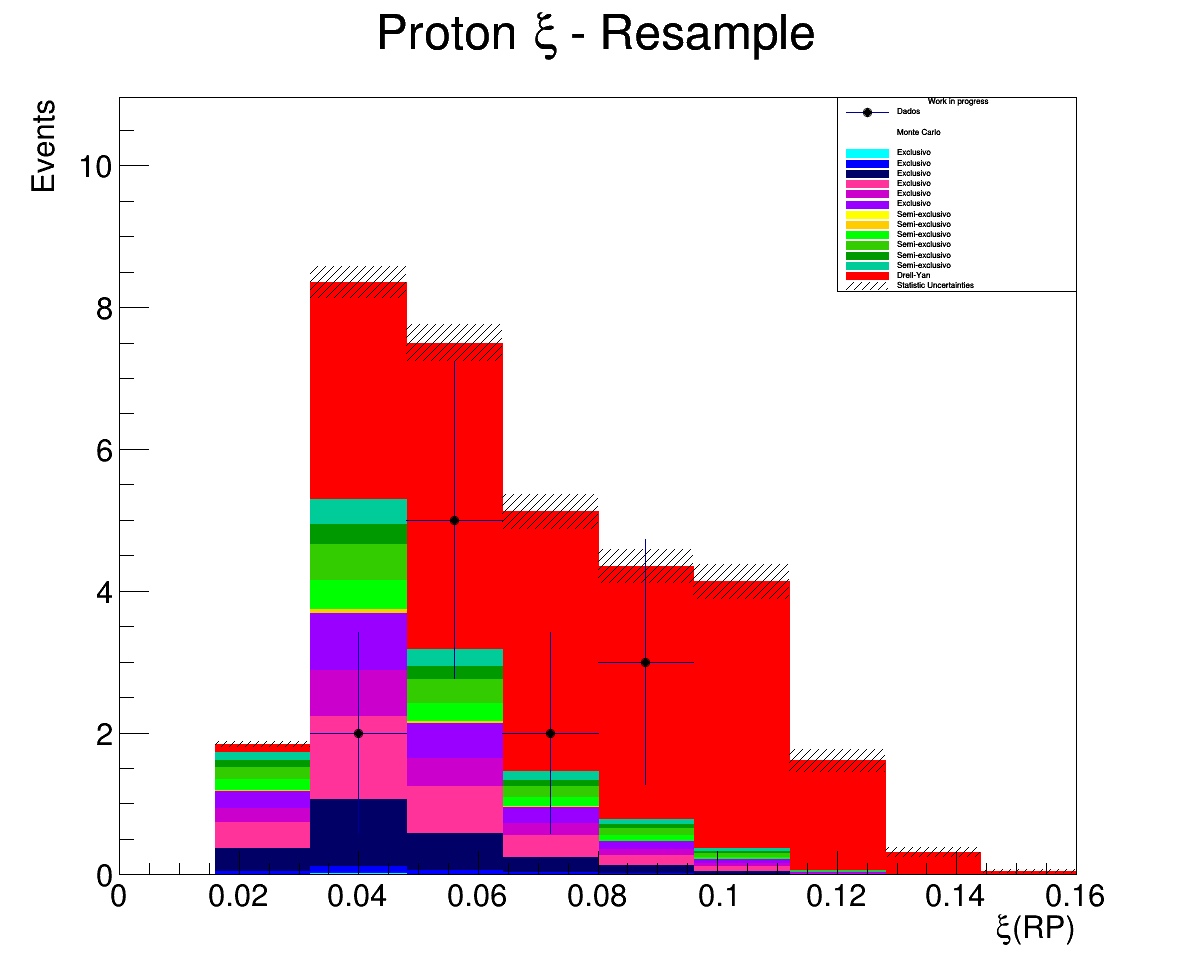 Proton ξ - Resample
Events
Work in progress
Dados
Monte Carlo
Exclusivo
Exclusivo
Exclusivo
Exclusivo
Exclusivo
Exclusivo
Semi-exclusivo
Semi-exclusivo
Semi-exclusivo
Semi-exclusivo
Semi-exclusivo
Semi-exclusivo
Drell-Yan
Statistic Uncertainties
10
8
6
4
2
0
0 0.02 0.04 0.06 0.08 0.1 0.12 0.14 0.16
ξ(RP)